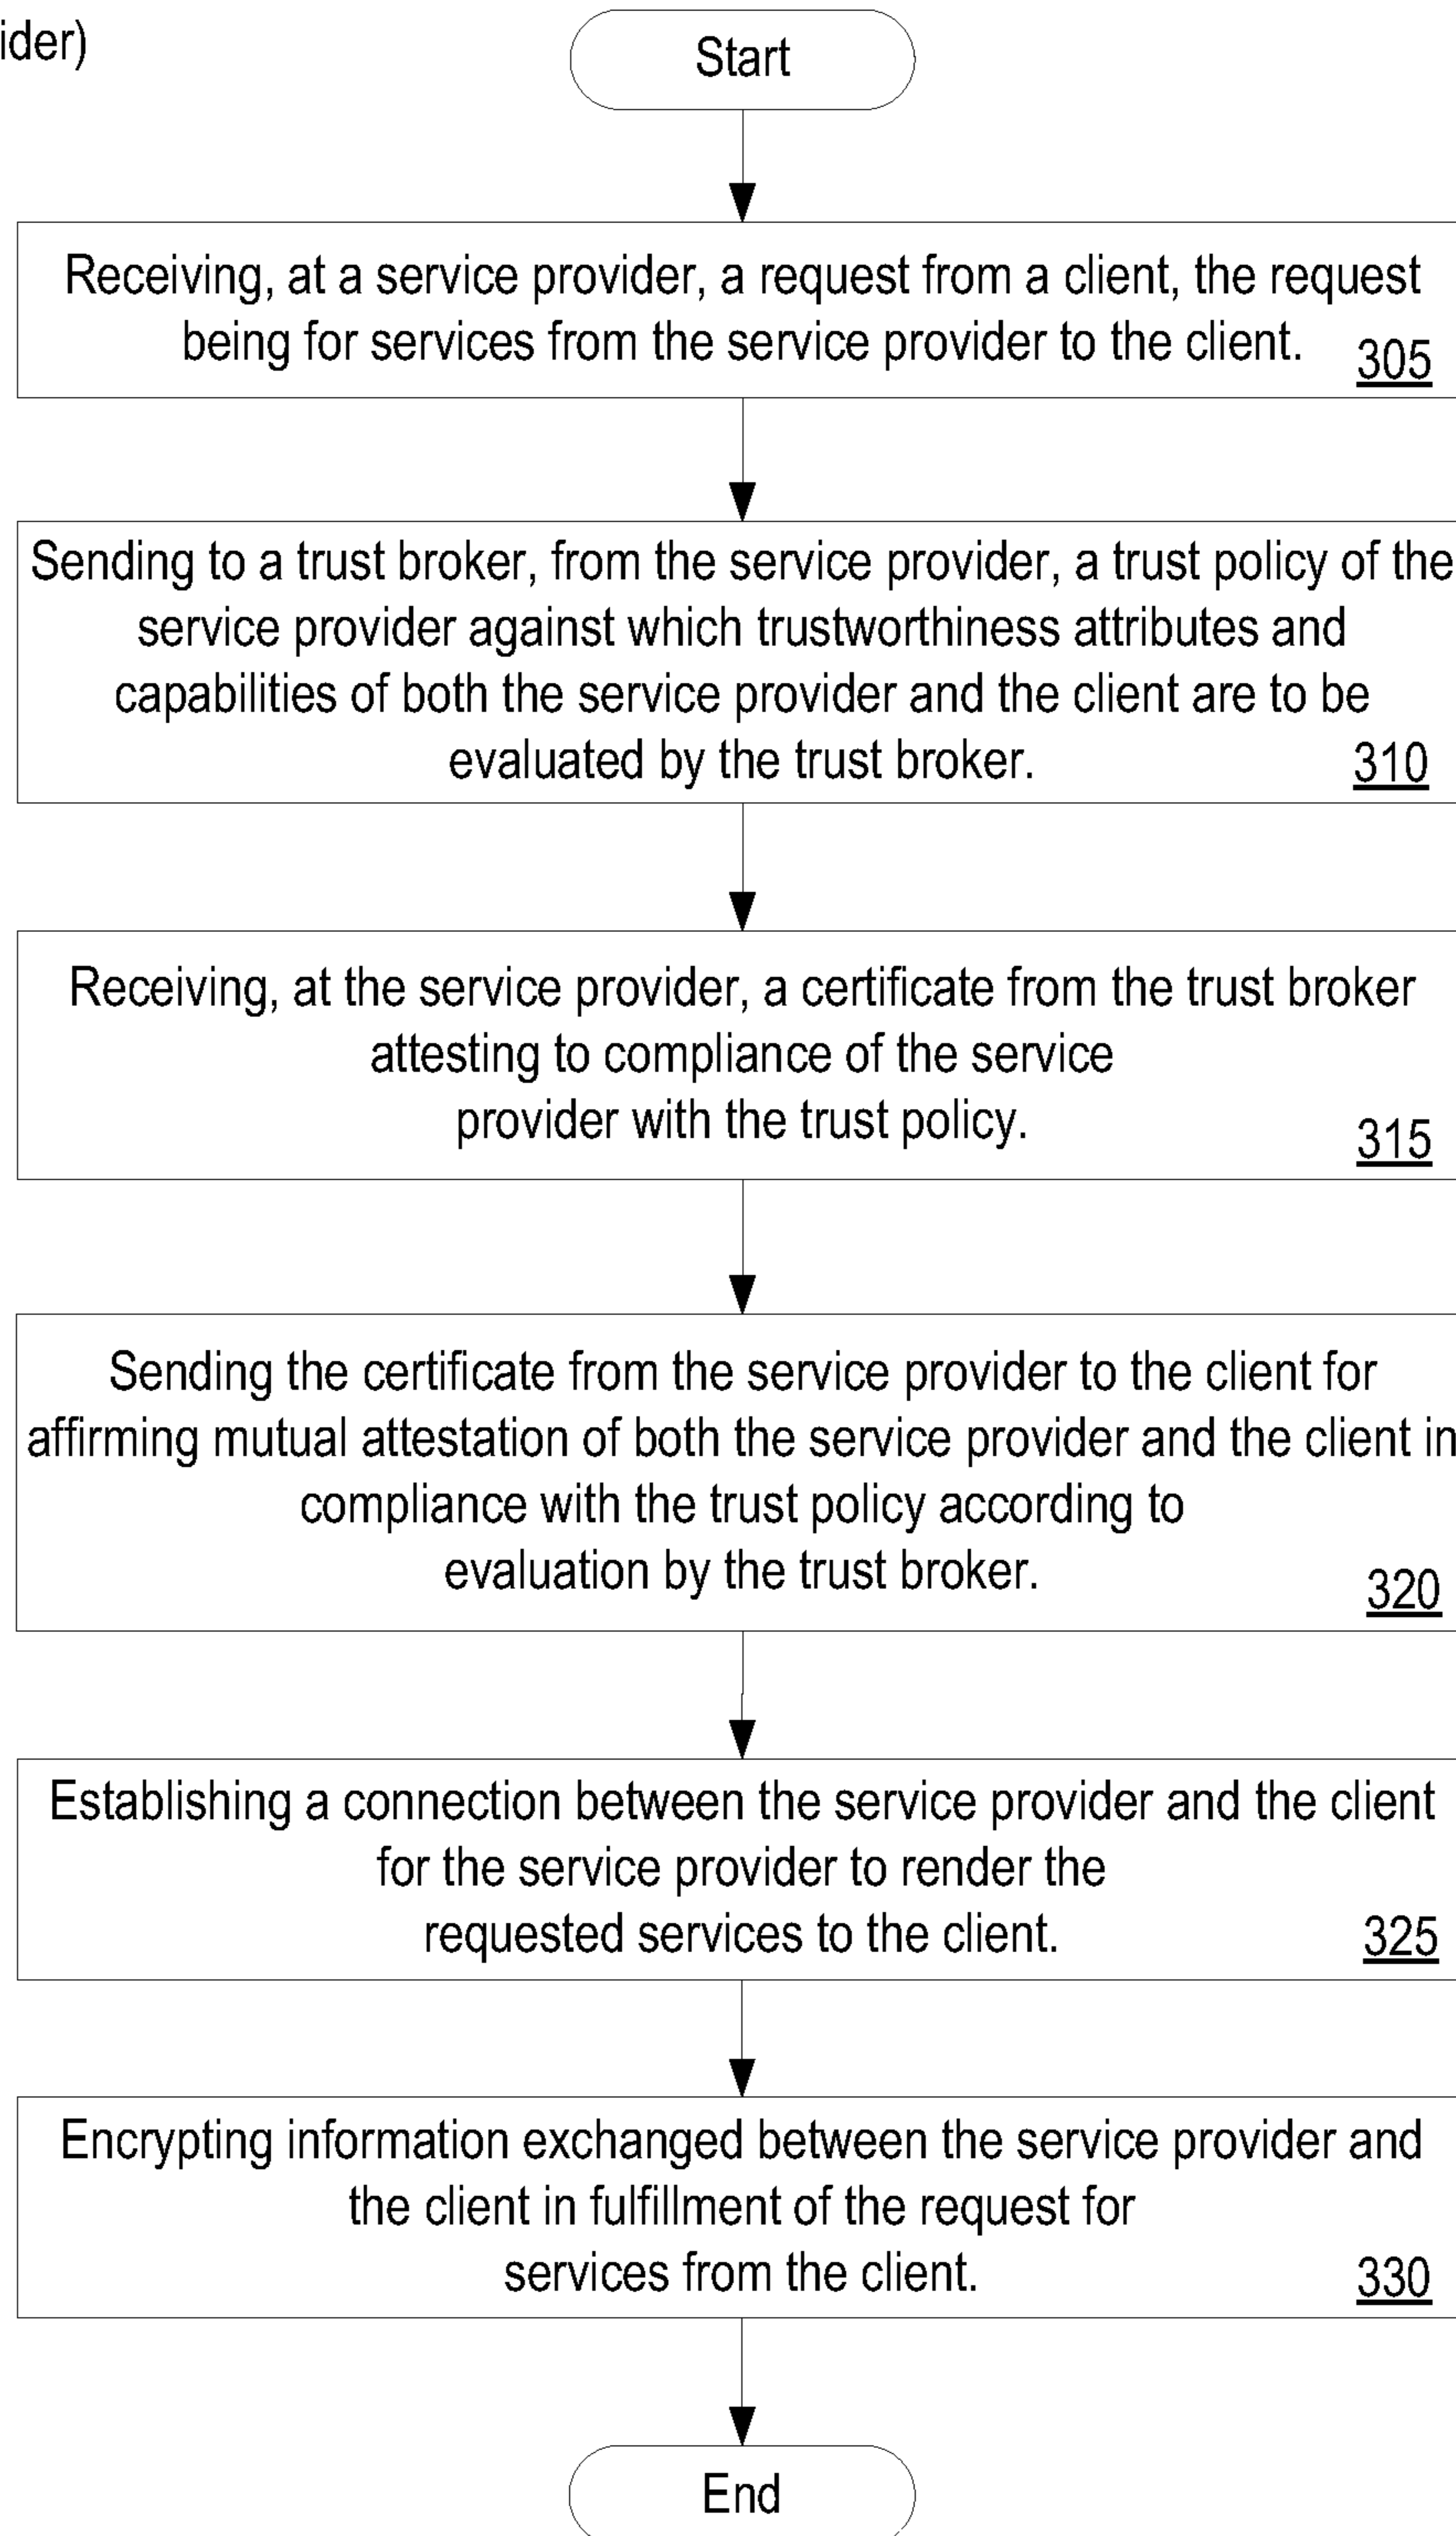 ider)
Start
Receiving, at a service provider, a request from a client, the request
being for services from the service provider to the client.
305
Sending to a trust broker, from the service provider, a trust policy of the
service provider against which trustworthiness attributes and
capabilities of both the service provider and the client are to be
evaluated by the trust broker.
310
Receiving, at the service provider, a certificate from the trust broker
attesting to compliance of the service
provider with the trust policy.
315
Sending the certificate from the service provider to the client for
affirming mutual attestation of both the service provider and the client in
compliance with the trust policy according to
evaluation by the trust broker.
320
Establishing a connection between the service provider and the client
for the service provider to render the
requested services to the client.
325
Encrypting information exchanged between the service provider and
the client in fulfillment of the request for
services from the client.
330
End